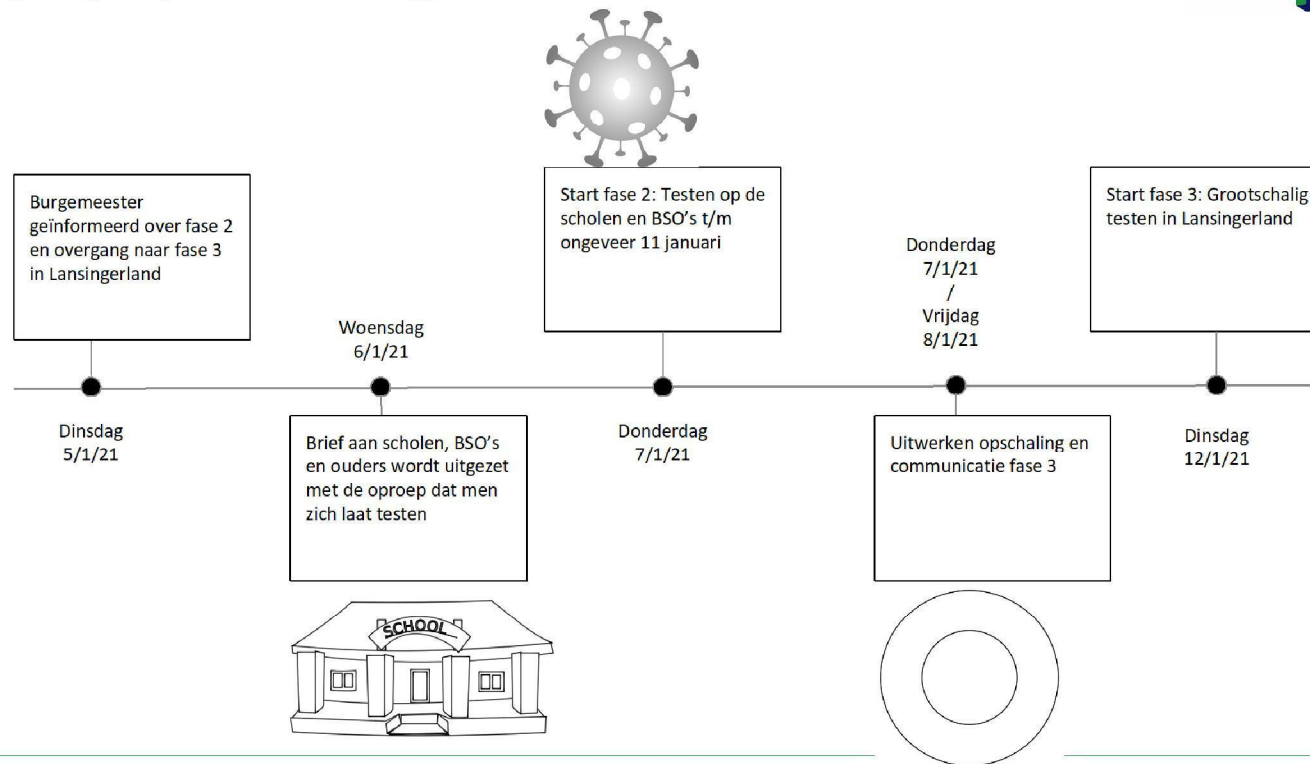 Burgemeester
geïnformeerd over fase 2
en overgang naar fase 3
in Lansingerland
Dinsdag
5/1/21
Woensdag
6/1/21
Brief aan scholen, BSO's
en ouders wordt uitgezet
met de oproep dat men
zich laat testen
SCHOOL
Start fase 2: Testen op de
scholen en BSO's t/m
ongeveer 11 januari
Donderdag
7/1/21
Donderdag
7/1/21
/
Vrijdag
8/1/21
Uitwerken opschaling en
communicatie fase 3
Start fase 3: Grootschalig
testen in Lansingerland
Dinsdag
12/1/21